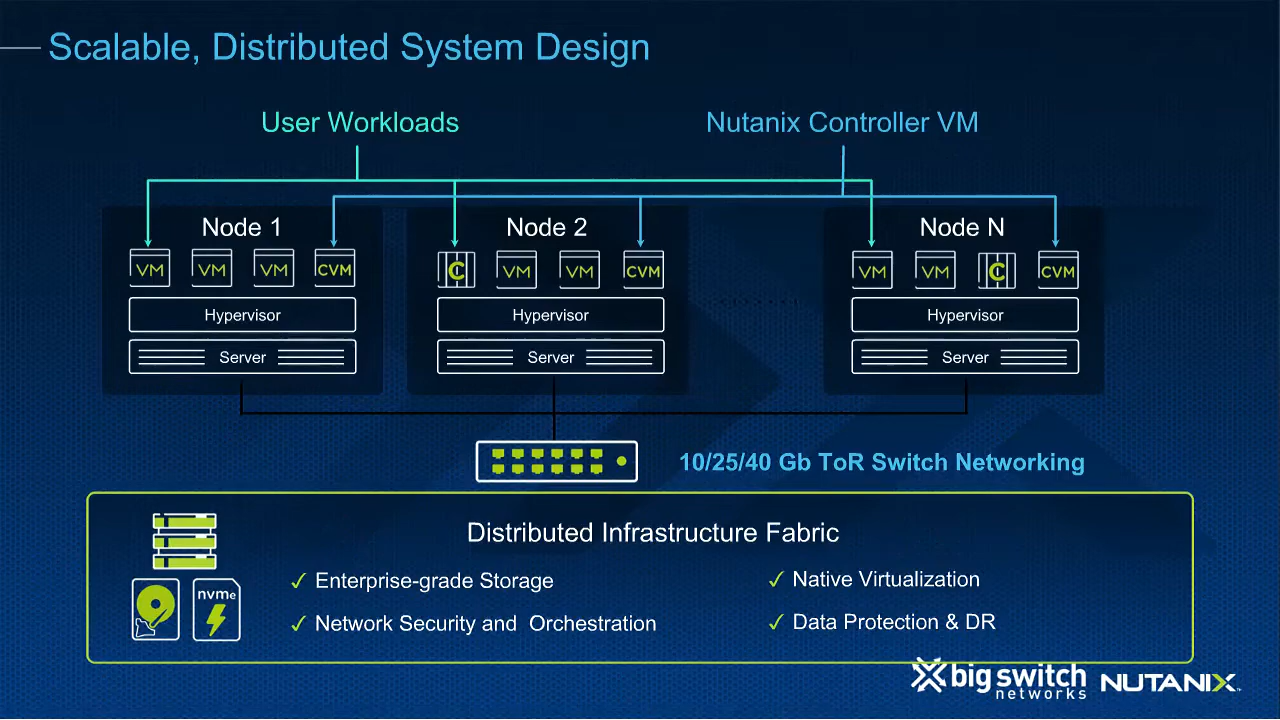 Scalable, Distributed System Design
User Workloads
Nutanix Controller VM
Node 1
VM VM VM CVM
Hypervisor
Server
Node 2
C VM VM CVM
Hypervisor
Server
Node N
VM VM C CVM
Hypervisor
Server
10/25/40 Gb ToR Switch Networking
Distributed Infrastructure Fabric
nvme
✓ Enterprise-grade Storage
✓ Network Security and Orchestration
✓ Native Virtualization
✓ Data Protection & DR
big switch
networks
NUTANIX